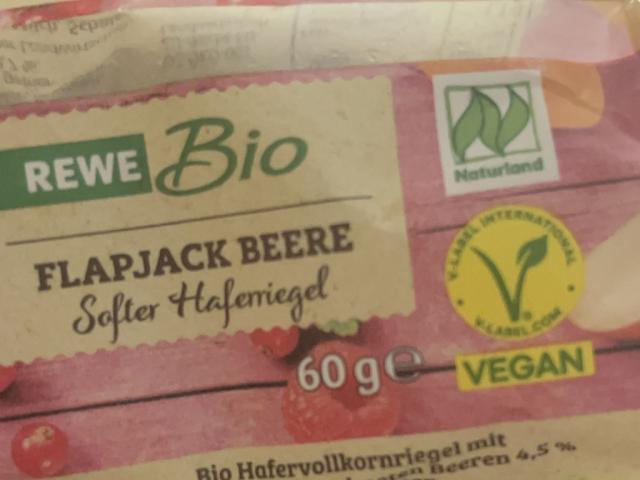 REWE Bio
Naturland
FLAPJACK BEERE
Softer Haferriegel
V-LABEL INTERNATIONAL
V-LABEL.COM
VEGAN
60 g ℮
Bio Hafervollkornriegel mit
Beeren 4,5 %